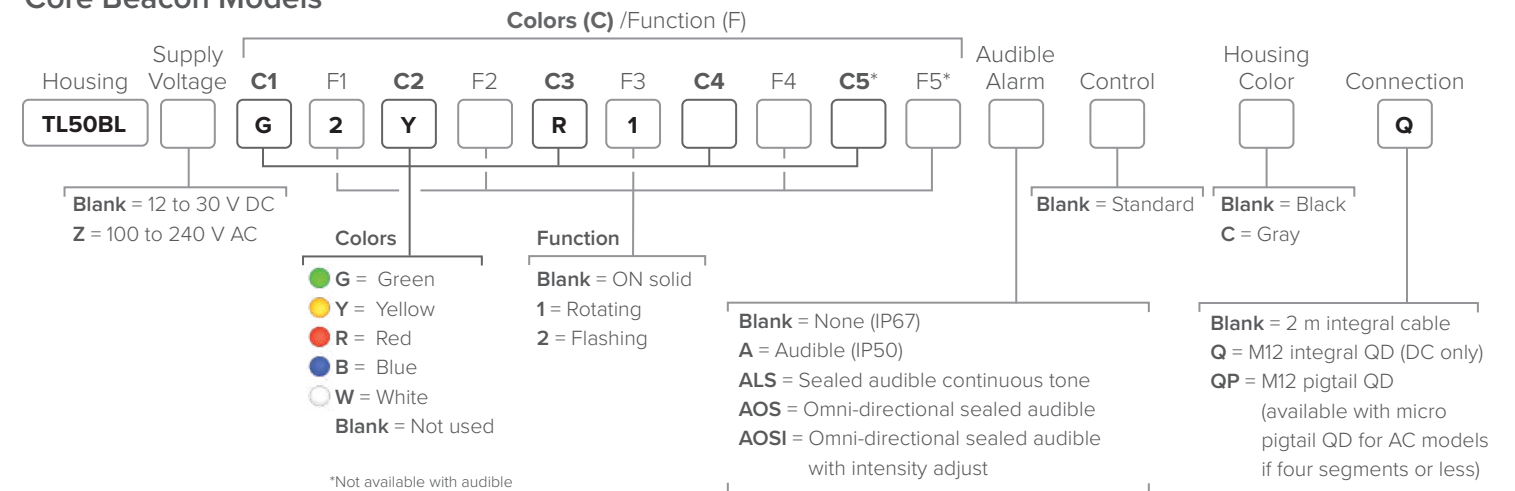 Core Beacon Models
Colors (C) /Function (F)
Supply Audible Housing
Housing Voltage C1 F1 C2 F2 C3 F3 C4 F4 C5* F5* Alarm Control Color Connection
TL50BL G 2 Y R 1 Q
Blank = 12 to 30 V DC
Z = 100 to 240 V AC
Colors
G = Green
Y = Yellow
R = Red
B = Blue
W = White
Blank = Not used
*Not available with audible
Function
Blank = ON solid
1 = Rotating
2 = Flashing
Blank = None (IP67)
A = Audible (IP50)
ALS = Sealed audible continuous tone
AOS = Omni-directional sealed audible
AOSI = Omni-directional sealed audible
with intensity adjust
Blank = Standard
Blank = Black
C = Gray
Blank = 2 m integral cable
Q = M12 integral QD (DC only)
QP = M12 pigtail QD
(available with micro
pigtail QD for AC models
if four segments or less)